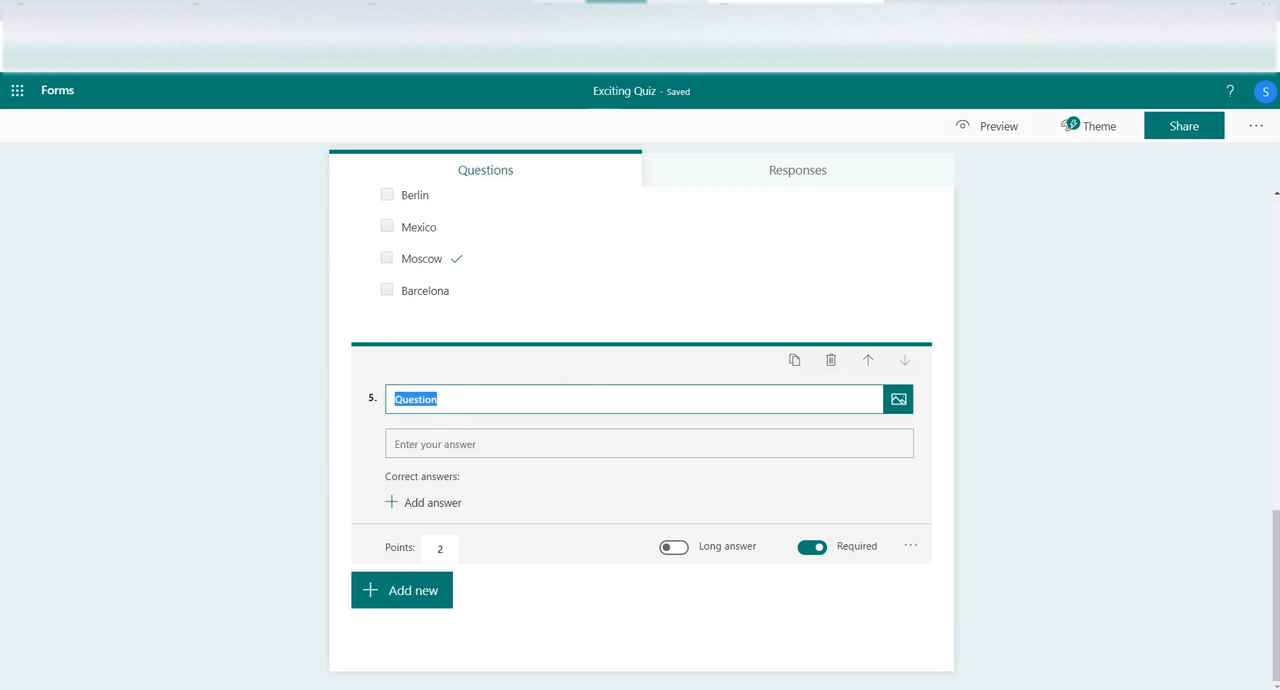 Forms
Exciting Quiz - Saved
?
S
Preview
Theme
Share
...
Questions
Responses
Berlin
Mexico
Moscow
Barcelona
5.
Question
Enter your answer
Correct answers:
+ Add answer
Points: 2
Long answer
Required
...
+ Add new